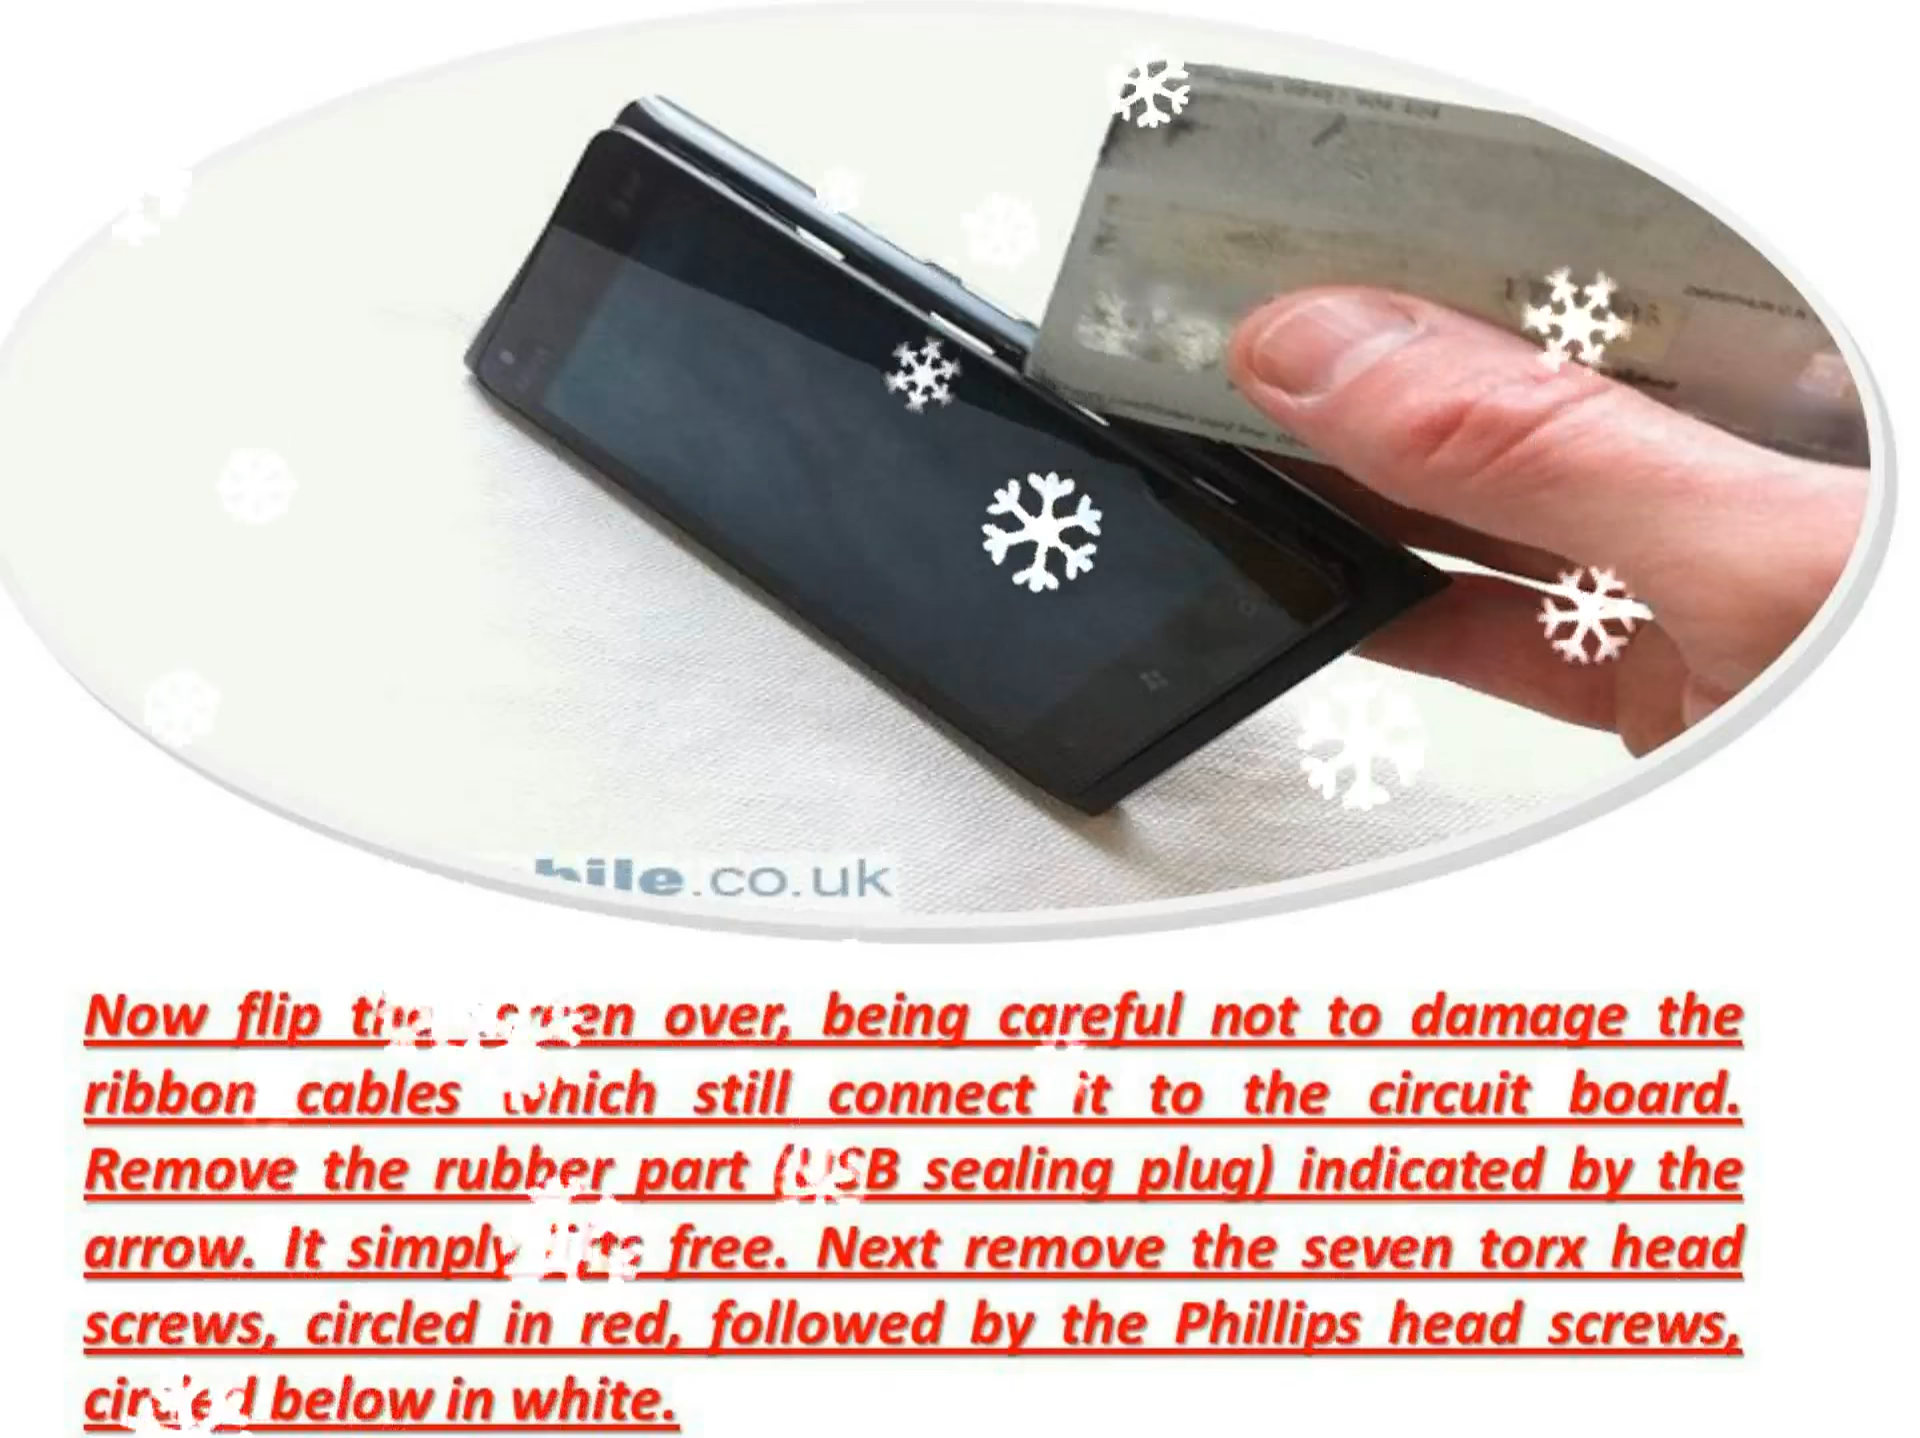 .co.uk
Now flip the screen over, being careful not to damage the
ribbon cables which still connect it to the circuit board.
Remove the rubber part (USB sealing plug) indicated by the
arrow. It simply free. Next remove the seven torx head
screws, circled in red, followed by the Phillips head screws,
circled below in white.